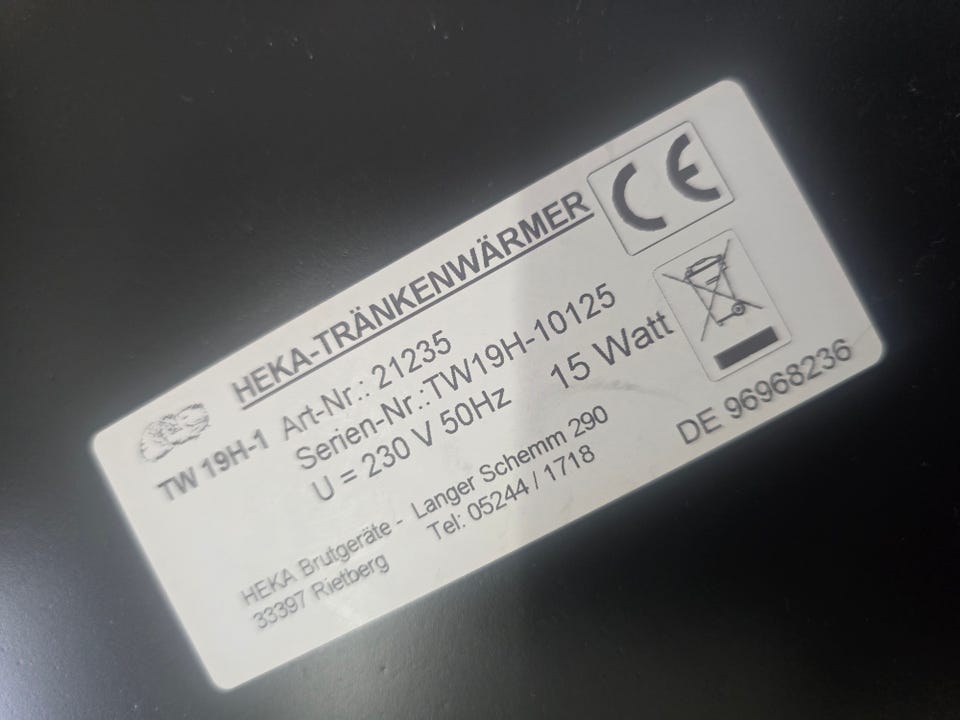 HEKA-TRÄNKENWÄRMER
CE
TW 19H-1 Art-Nr.: 21235
Serien-Nr.:TW19H-10125
U = 230 V 50Hz 15 Watt
DE 96968236
HEKA Brutgeräte - Langer Schemm 290
33397 Rietberg Tel: 05244 / 1718